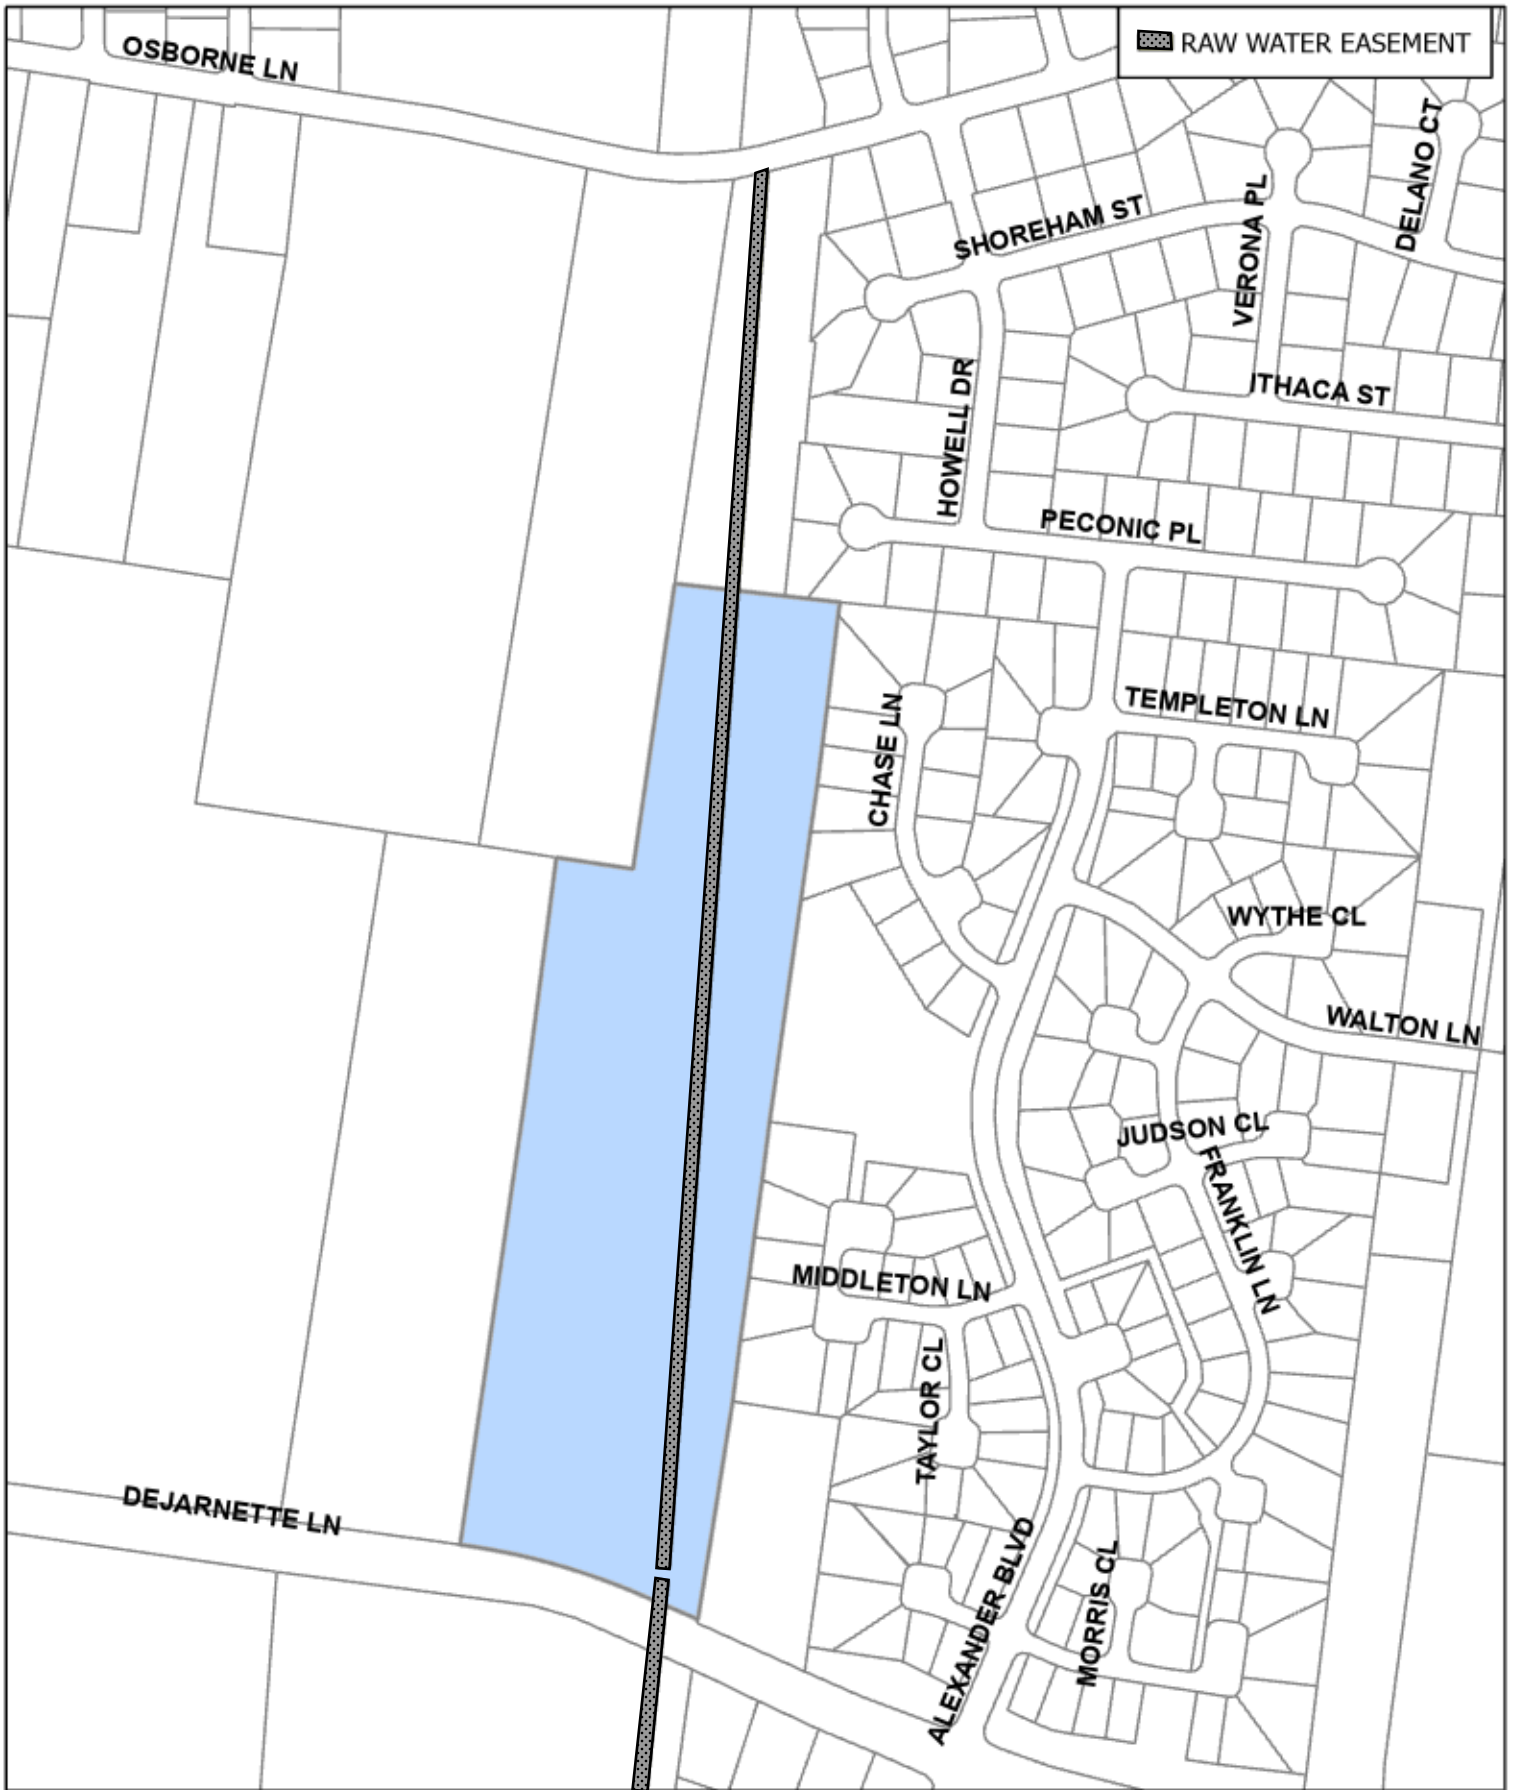 RAW WATER EASEMENT
OSBORNE LN
DELANO CT
SHOREHAM ST
VERONA PL
ITHACA ST
HOWELL DR
PECONIC PL
TEMPLETON LN
CHASE LN
WYTHE CL
WALTON LN
JUDSON CL
FRANKLIN LN
MIDDLETON LN
TAYLOR CL
DEJARNETTE LN
ALEXANDER BLVD
MORRIS CL